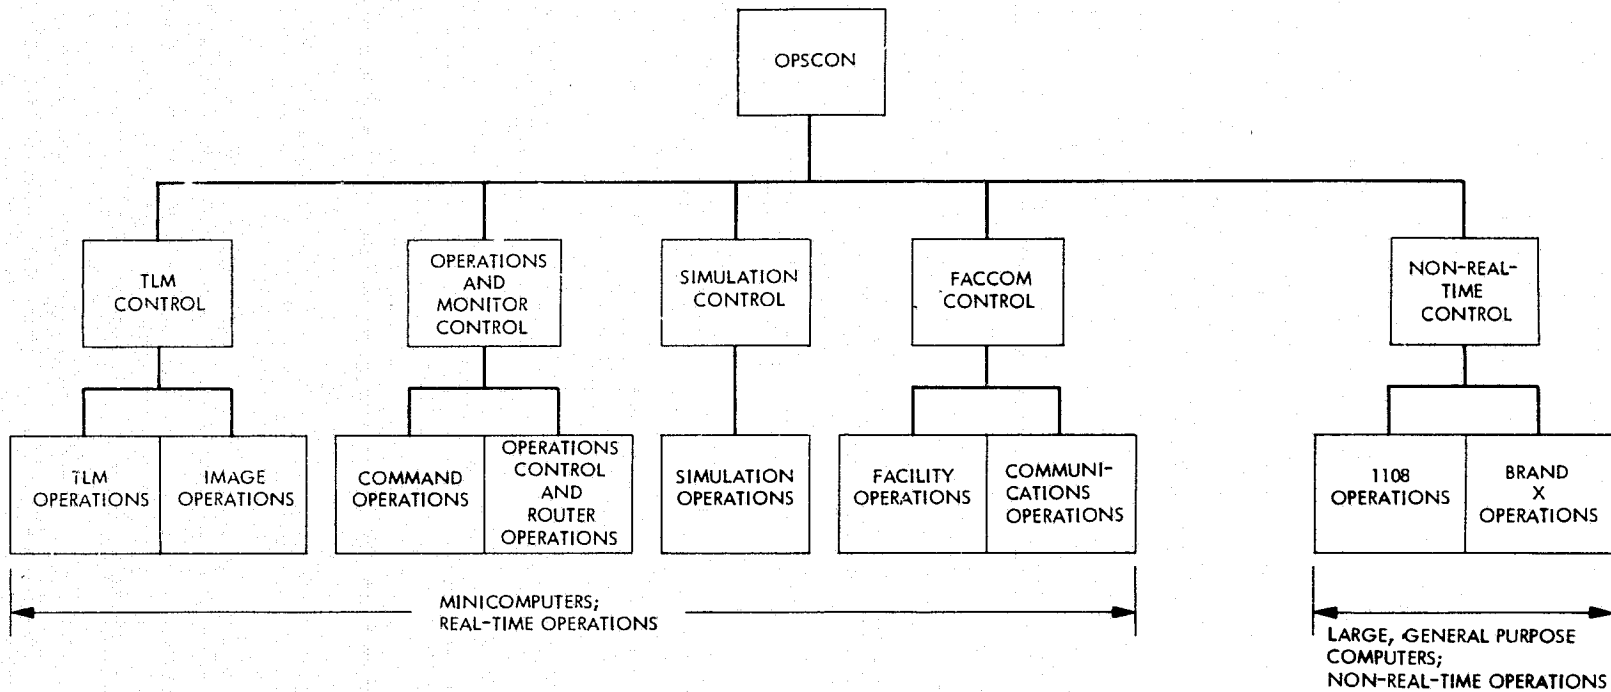 OPSCON
TLM
CONTROL
OPERATIONS
AND
MONITOR
CONTROL
SIMULATION
CONTROL
FACCOM
CONTROL
NON-REAL-
TIME
CONTROL
TLM
OPERATIONS
IMAGE
OPERATIONS
COMMAND
OPERATIONS
OPERATIONS
CONTROL
AND
ROUTER
OPERATIONS
SIMULATION
OPERATIONS
FACILITY
OPERATIONS
COMMUNI-
CATIONS
OPERATIONS
1108
OPERATIONS
BRAND
X
OPERATIONS
MINICOMPUTERS;
REAL-TIME OPERATIONS
LARGE, GENERAL PURPOSE
COMPUTERS;
NON-REAL-TIME OPERATIONS